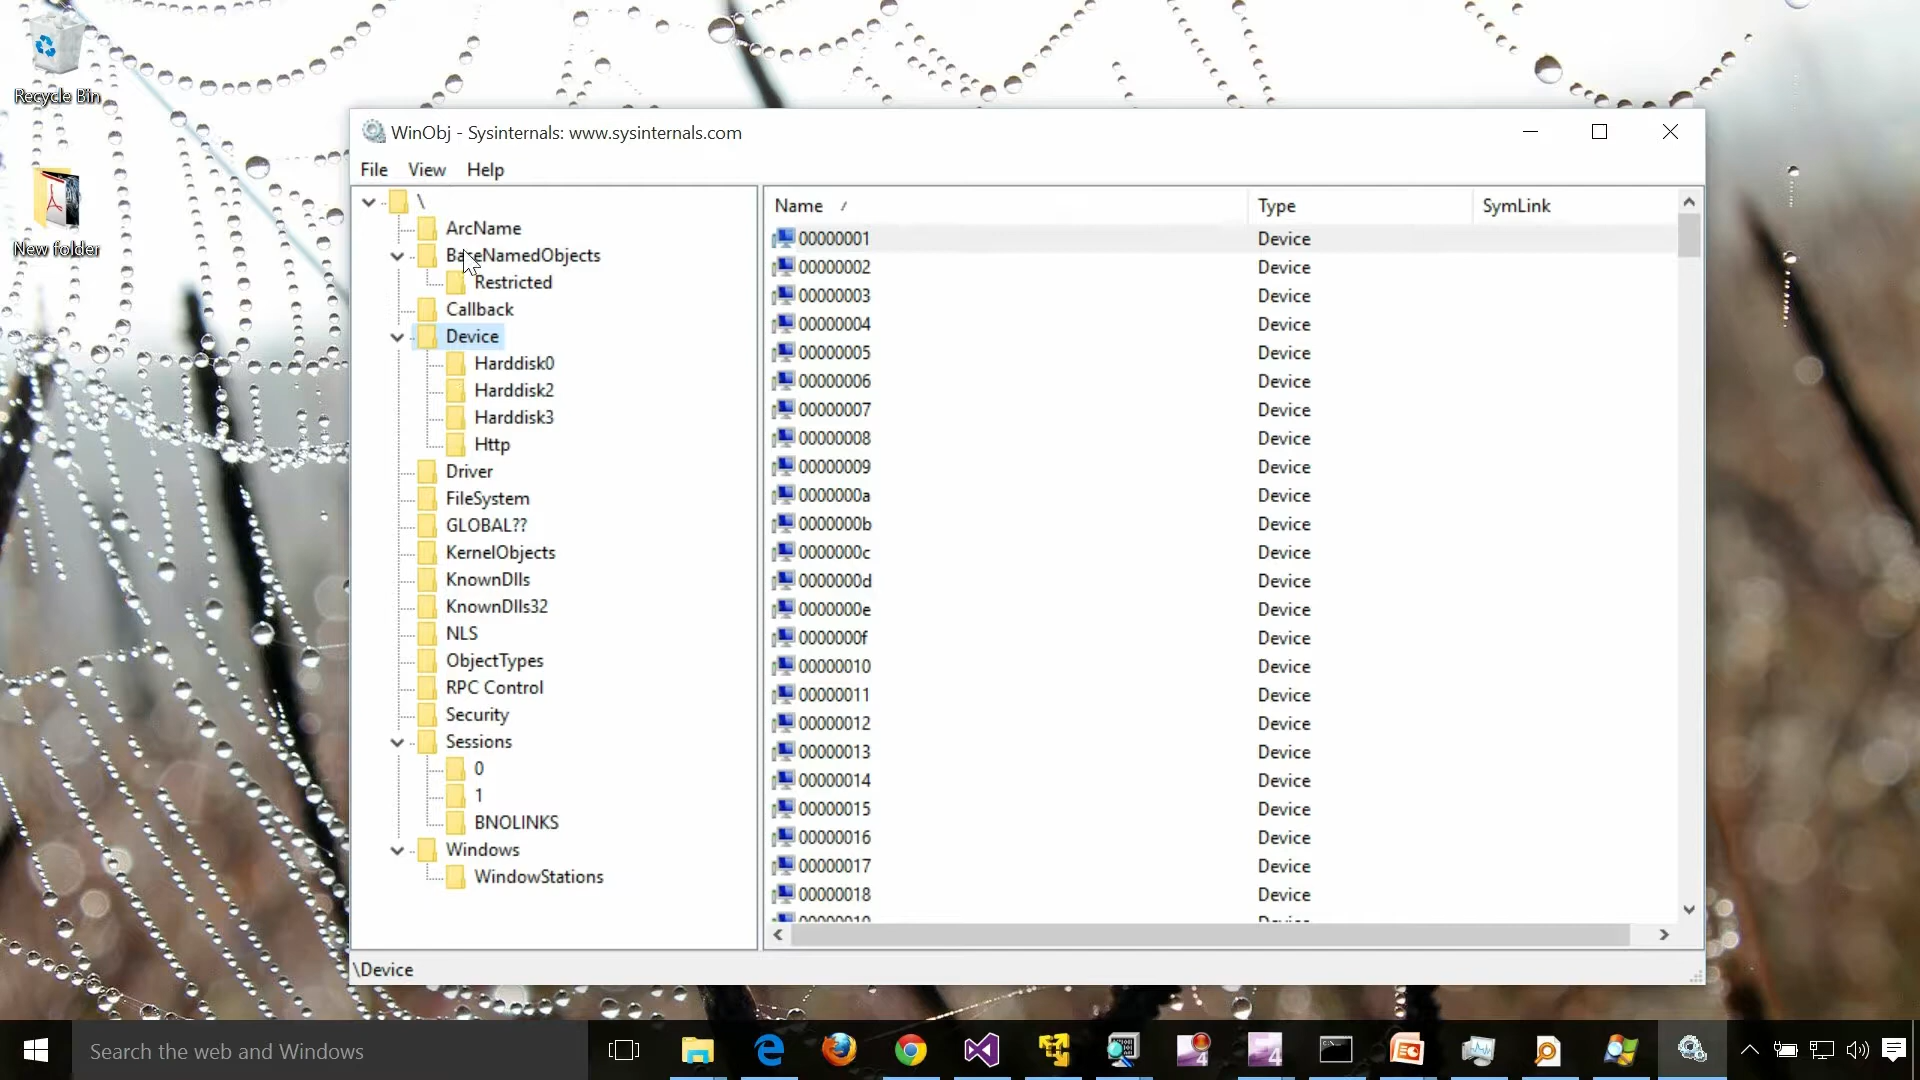 Recycle Bin
New folder
WinObj - Sysinternals: www.sysinternals.com
File View Help
\
ArcName
BaseNamedObjects
Restricted
Callback
Device
Harddisk0
Harddisk2
Harddisk3
Http
Driver
FileSystem
GLOBAL??
KernelObjects
KnownDlls
KnownDlls32
NLS
ObjectTypes
RPC Control
Security
Sessions
0
1
BNOLINKS
Windows
WindowStations
Name Type SymLink
00000001 Device
00000002 Device
00000003 Device
00000004 Device
00000005 Device
00000006 Device
00000007 Device
00000008 Device
00000009 Device
0000000a Device
0000000b Device
0000000c Device
0000000d Device
0000000e Device
0000000f Device
00000010 Device
00000011 Device
00000012 Device
00000013 Device
00000014 Device
00000015 Device
00000016 Device
00000017 Device
00000018 Device
00000019 Device
\Device
Search the web and Windows